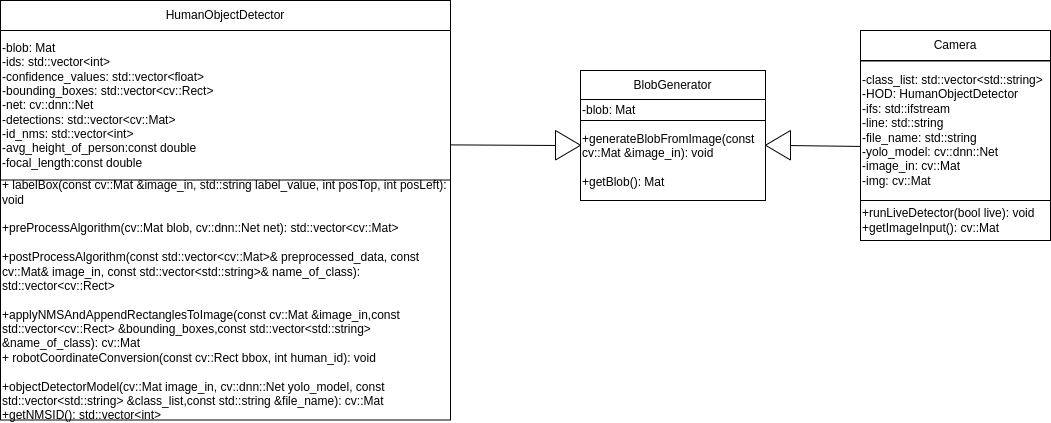 HumanObjectDetector
-blob: Mat
-ids: std::vector<int>
-confidence_values: std::vector<float>
-bounding_boxes: std::vector<cv::Rect>
-net: cv::dnn::Net
-detections: std::vector<cv::Mat>
-id_nms: std::vector<int>
-avg_height_of_person:const double
-focal_length:const double
+ labelBox(const cv::Mat &image_in, std::string label_value, int posTop, int posLeft):
void
+preProcessAlgorithm(cv::Mat blob, cv::dnn::Net net): std::vector<cv::Mat>
+postProcessAlgorithm(const std::vector<cv::Mat>& preprocessed_data, const
cv::Mat& image_in, const std::vector<std::string>& name_of_class):
std::vector<cv::Rect>
+applyNMSAndAppendRectanglesToImage(const cv::Mat &image_in,const
std::vector<cv::Rect> &bounding_boxes,const std::vector<std::string>
&name_of_class): cv::Mat
+ robotCoordinateConversion(const cv::Rect bbox, int human_id): void
+objectDetectorModel(cv::Mat image_in, cv::dnn::Net yolo_model, const
std::vector<std::string> &class_list,const std::string &file_name): cv::Mat
+getNMSID(): std::vector<int>
BlobGenerator
-blob: Mat
+generateBlobFromImage(const
cv::Mat &image_in): void
+getBlob(): Mat
Camera
-class_list: std::vector<std::string>
-HOD: HumanObjectDetector
-ifs: std::ifstream
-line: std::string
-file_name: std::string
-yolo_model: cv::dnn::Net
-image_in: cv::Mat
-img: cv::Mat
+runLiveDetector(bool live): void
+getImageInput(): cv::Mat